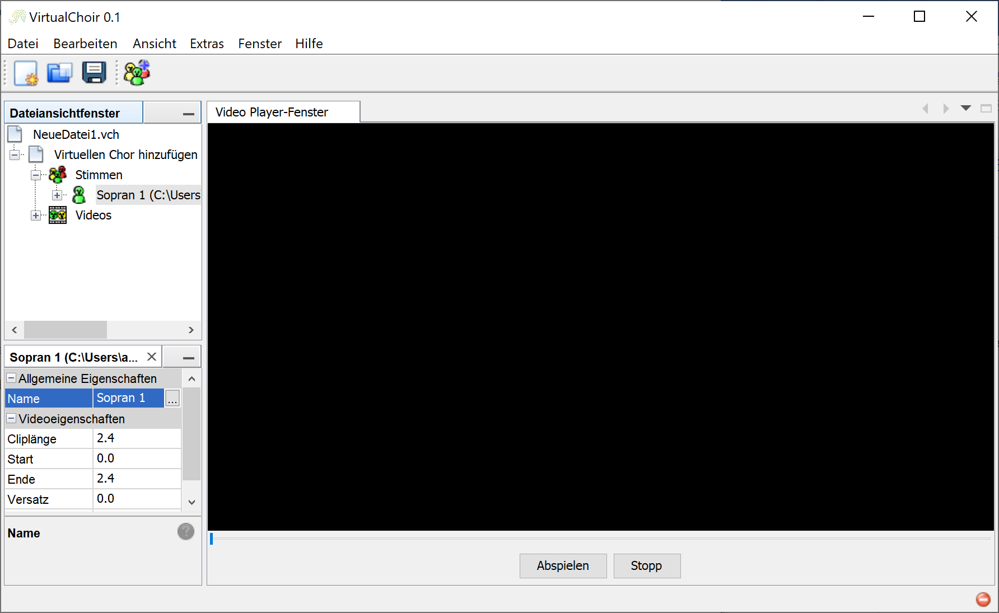 VirtualChoir 0.1
Datei Bearbeiten Ansicht Extras Fenster Hilfe
Dateiansichtfenster
NeueDatei1.vch
Virtuellen Chor hinzufügen
Stimmen
Sopran 1 (C:\Users
Videos
Sopran 1 (C:\Users\a...
Allgemeine Eigenschaften
Name Sopran 1 ...
Videoeigenschaften
Cliplänge 2.4
Start 0.0
Ende 2.4
Versatz 0.0
Name
?
Video Player-Fenster
Abspielen Stopp